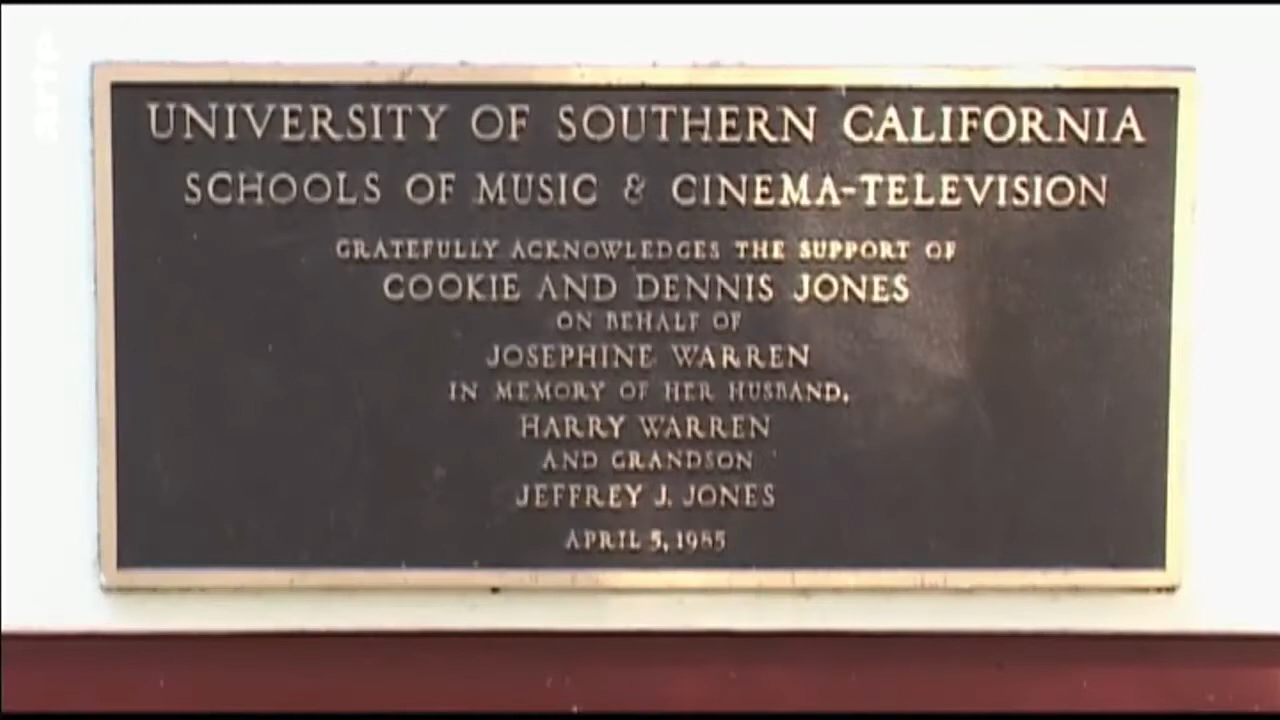 arte
UNIVERSITY OF SOUTHERN CALIFORNIA
SCHOOLS OF MUSIC & CINEMA-TELEVISION
GRATEFULLY ACKNOWLEDGES THE SUPPORT OF
COOKIE AND DENNIS JONES
ON BEHALF OF
JOSEPHINE WARREN
IN MEMORY OF HER HUSBAND,
HARRY WARREN
AND GRANDSON
JEFFREY J. JONES
APRIL 5, 1985